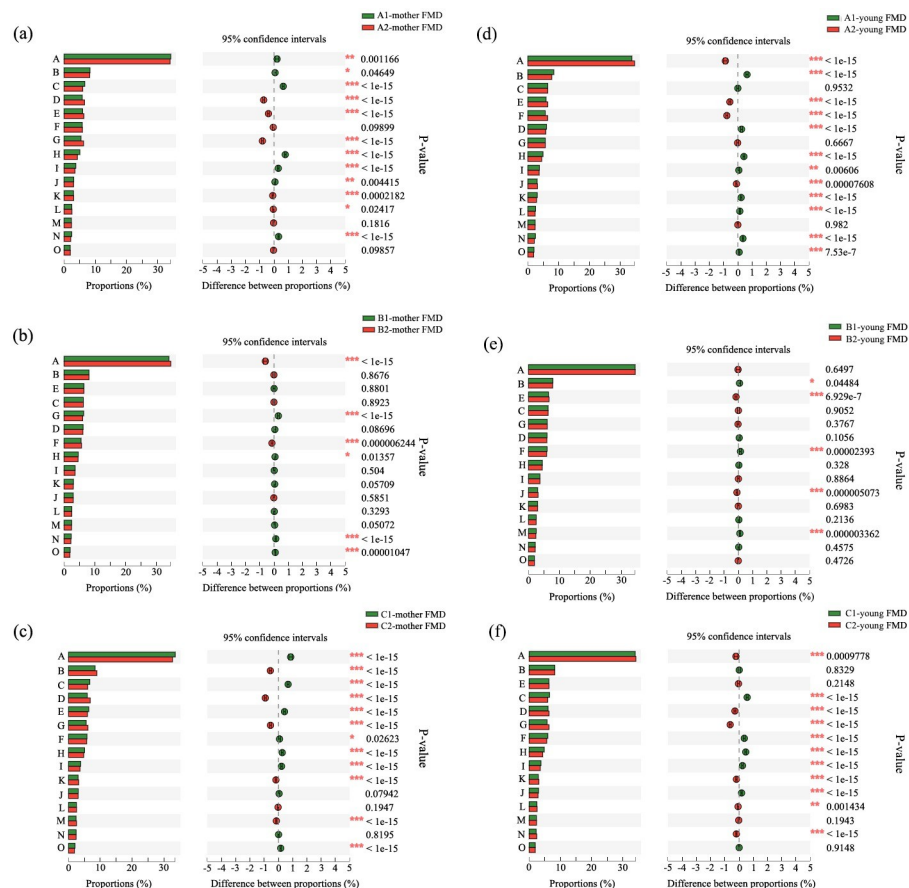 (a)
A1-mother FMD
A2-mother FMD
95% confidence intervals
A ** 0.001166
B * 0.04649
C *** < 1e-15
D *** < 1e-15
E *** < 1e-15
F 0.09899
G *** < 1e-15
H *** < 1e-15
I *** < 1e-15
J ** 0.004415
K *** 0.0002182
L * 0.02417
M 0.1816
N *** < 1e-15
O 0.09857
P-value
0 10 20 30 -5 -4 -3 -2 -1 0 1 2 3 4 5
Proportions (%) Difference between proportions (%)
(d)
A1-young FMD
A2-young FMD
95% confidence intervals
A *** < 1e-15
B *** < 1e-15
C 0.9532
E *** < 1e-15
F *** < 1e-15
D *** < 1e-15
G 0.6667
H *** < 1e-15
I ** 0.00606
J *** 0.00007608
K *** < 1e-15
L *** < 1e-15
M 0.982
N *** < 1e-15
O *** 7.53e-7
P-value
0 10 20 30 -5 -4 -3 -2 -1 0 1 2 3 4 5
Proportions (%) Difference between proportions (%)
(b)
B1-mother FMD
B2-mother FMD
95% confidence intervals
A *** < 1e-15
B 0.8676
E 0.8801
C 0.8923
G *** < 1e-15
D 0.08696
F *** 0.000006244
H * 0.01357
I 0.504
K 0.05709
J 0.5851
L 0.3293
M 0.05072
N *** < 1e-15
O *** 0.00001047
P-value
0 10 20 30 -5 -4 -3 -2 -1 0 1 2 3 4 5
Proportions (%) Difference between proportions (%)
(e)
B1-young FMD
B2-young FMD
95% confidence intervals
A 0.6497
B * 0.04484
E *** 6.929e-7
C 0.9052
G 0.3767
D 0.1056
F *** 0.00002393
H 0.328
I 0.8864
J *** 0.000005073
K 0.6983
L 0.2136
M *** 0.000003362
N 0.4575
O 0.4726
P-value
0 10 20 30 -5 -4 -3 -2 -1 0 1 2 3 4 5
Proportions (%) Difference between proportions (%)
(c)
C1-mother FMD
C2-mother FMD
95% confidence intervals
A *** < 1e-15
B *** < 1e-15
C *** < 1e-15
D *** < 1e-15
E *** < 1e-15
G *** < 1e-15
F * 0.02623
H *** < 1e-15
I *** < 1e-15
K *** < 1e-15
J 0.07942
L 0.1947
M *** < 1e-15
N 0.8195
O *** < 1e-15
P-value
0 10 20 30 -5 -4 -3 -2 -1 0 1 2 3 4 5
Proportions (%) Difference between proportions (%)
(f)
C1-young FMD
C2-young FMD
95% confidence intervals
A *** 0.0009778
B 0.8329
E 0.2148
C *** < 1e-15
D *** < 1e-15
G *** < 1e-15
F *** < 1e-15
H *** < 1e-15
I *** < 1e-15
K *** < 1e-15
J *** < 1e-15
L ** 0.001434
M 0.1943
N *** < 1e-15
O 0.9148
P-value
0 10 20 30 -5 -4 -3 -2 -1 0 1 2 3 4 5
Proportions (%) Difference between proportions (%)